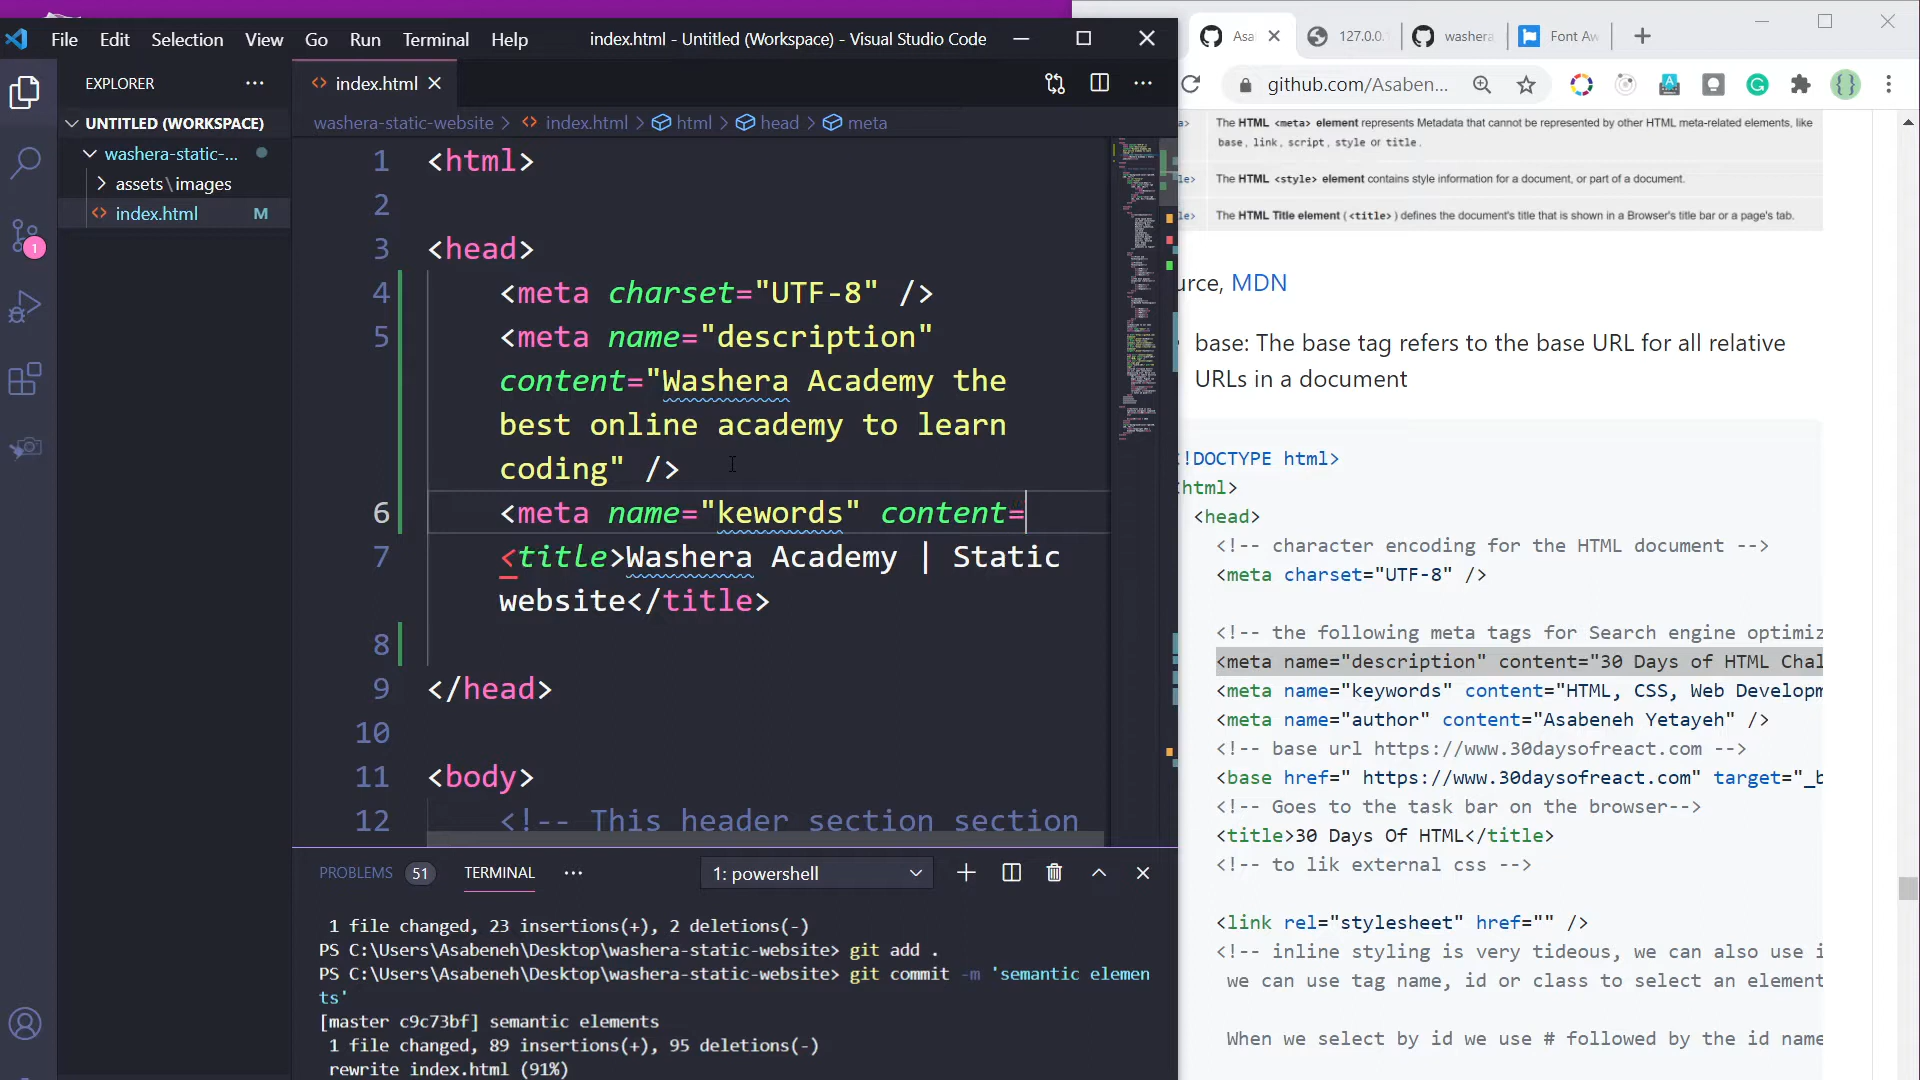 File Edit Selection View Go Run Terminal Help index.html - Untitled (Workspace) - Visual Studio Code
EXPLORER
UNTITLED (WORKSPACE)
washera-static-...
assets\images
index.html M
1
index.html
washera-static-website > index.html > html > head > meta
1 <html>
2
3 <head>
4 <meta charset="UTF-8" />
5 <meta name="description"
content="Washera Academy the
best online academy to learn
coding" />
6 <meta name="kewords" content=
7 <title>Washera Academy | Static
website</title>
8
9 </head>
10
11 <body>
12 <!-- This header section section
PROBLEMS 51 TERMINAL 1: powershell
1 file changed, 23 insertions(+), 2 deletions(-)
PS C:\Users\Asabeneh\Desktop\washera-static-website> git add .
PS C:\Users\Asabeneh\Desktop\washera-static-website> git commit -m 'semantic elemen
ts'
[master c9c73bf] semantic elements
1 file changed, 89 insertions(+), 95 deletions(-)
rewrite index.html (91%)
Asa 127.0.0. washera Font Aw
github.com/Asaben...
a> The HTML <meta> element represents Metadata that cannot be represented by other HTML meta-related elements, like
base, link, script, style or title.
le> The HTML <style> element contains style information for a document, or part of a document.
le> The HTML Title element (<title>) defines the document's title that is shown in a Browser's title bar or a page's tab.
urce, MDN
base: The base tag refers to the base URL for all relative
URLs in a document
!DOCTYPE html>
html>
<head>
<!-- character encoding for the HTML document -->
<meta charset="UTF-8" />
<!-- the following meta tags for Search engine optimiz
<meta name="description" content="30 Days of HTML Chal
<meta name="keywords" content="HTML, CSS, Web Developm
<meta name="author" content="Asabeneh Yetayeh" />
<!-- base url https://www.30daysofreact.com -->
<base href=" https://www.30daysofreact.com" target="_b
<!-- Goes to the task bar on the browser-->
<title>30 Days Of HTML</title>
<!-- to lik external css -->
<link rel="stylesheet" href="" />
<!-- inline styling is very tideous, we can also use i
we can use tag name, id or class to select an element
When we select by id we use # followed by the id name